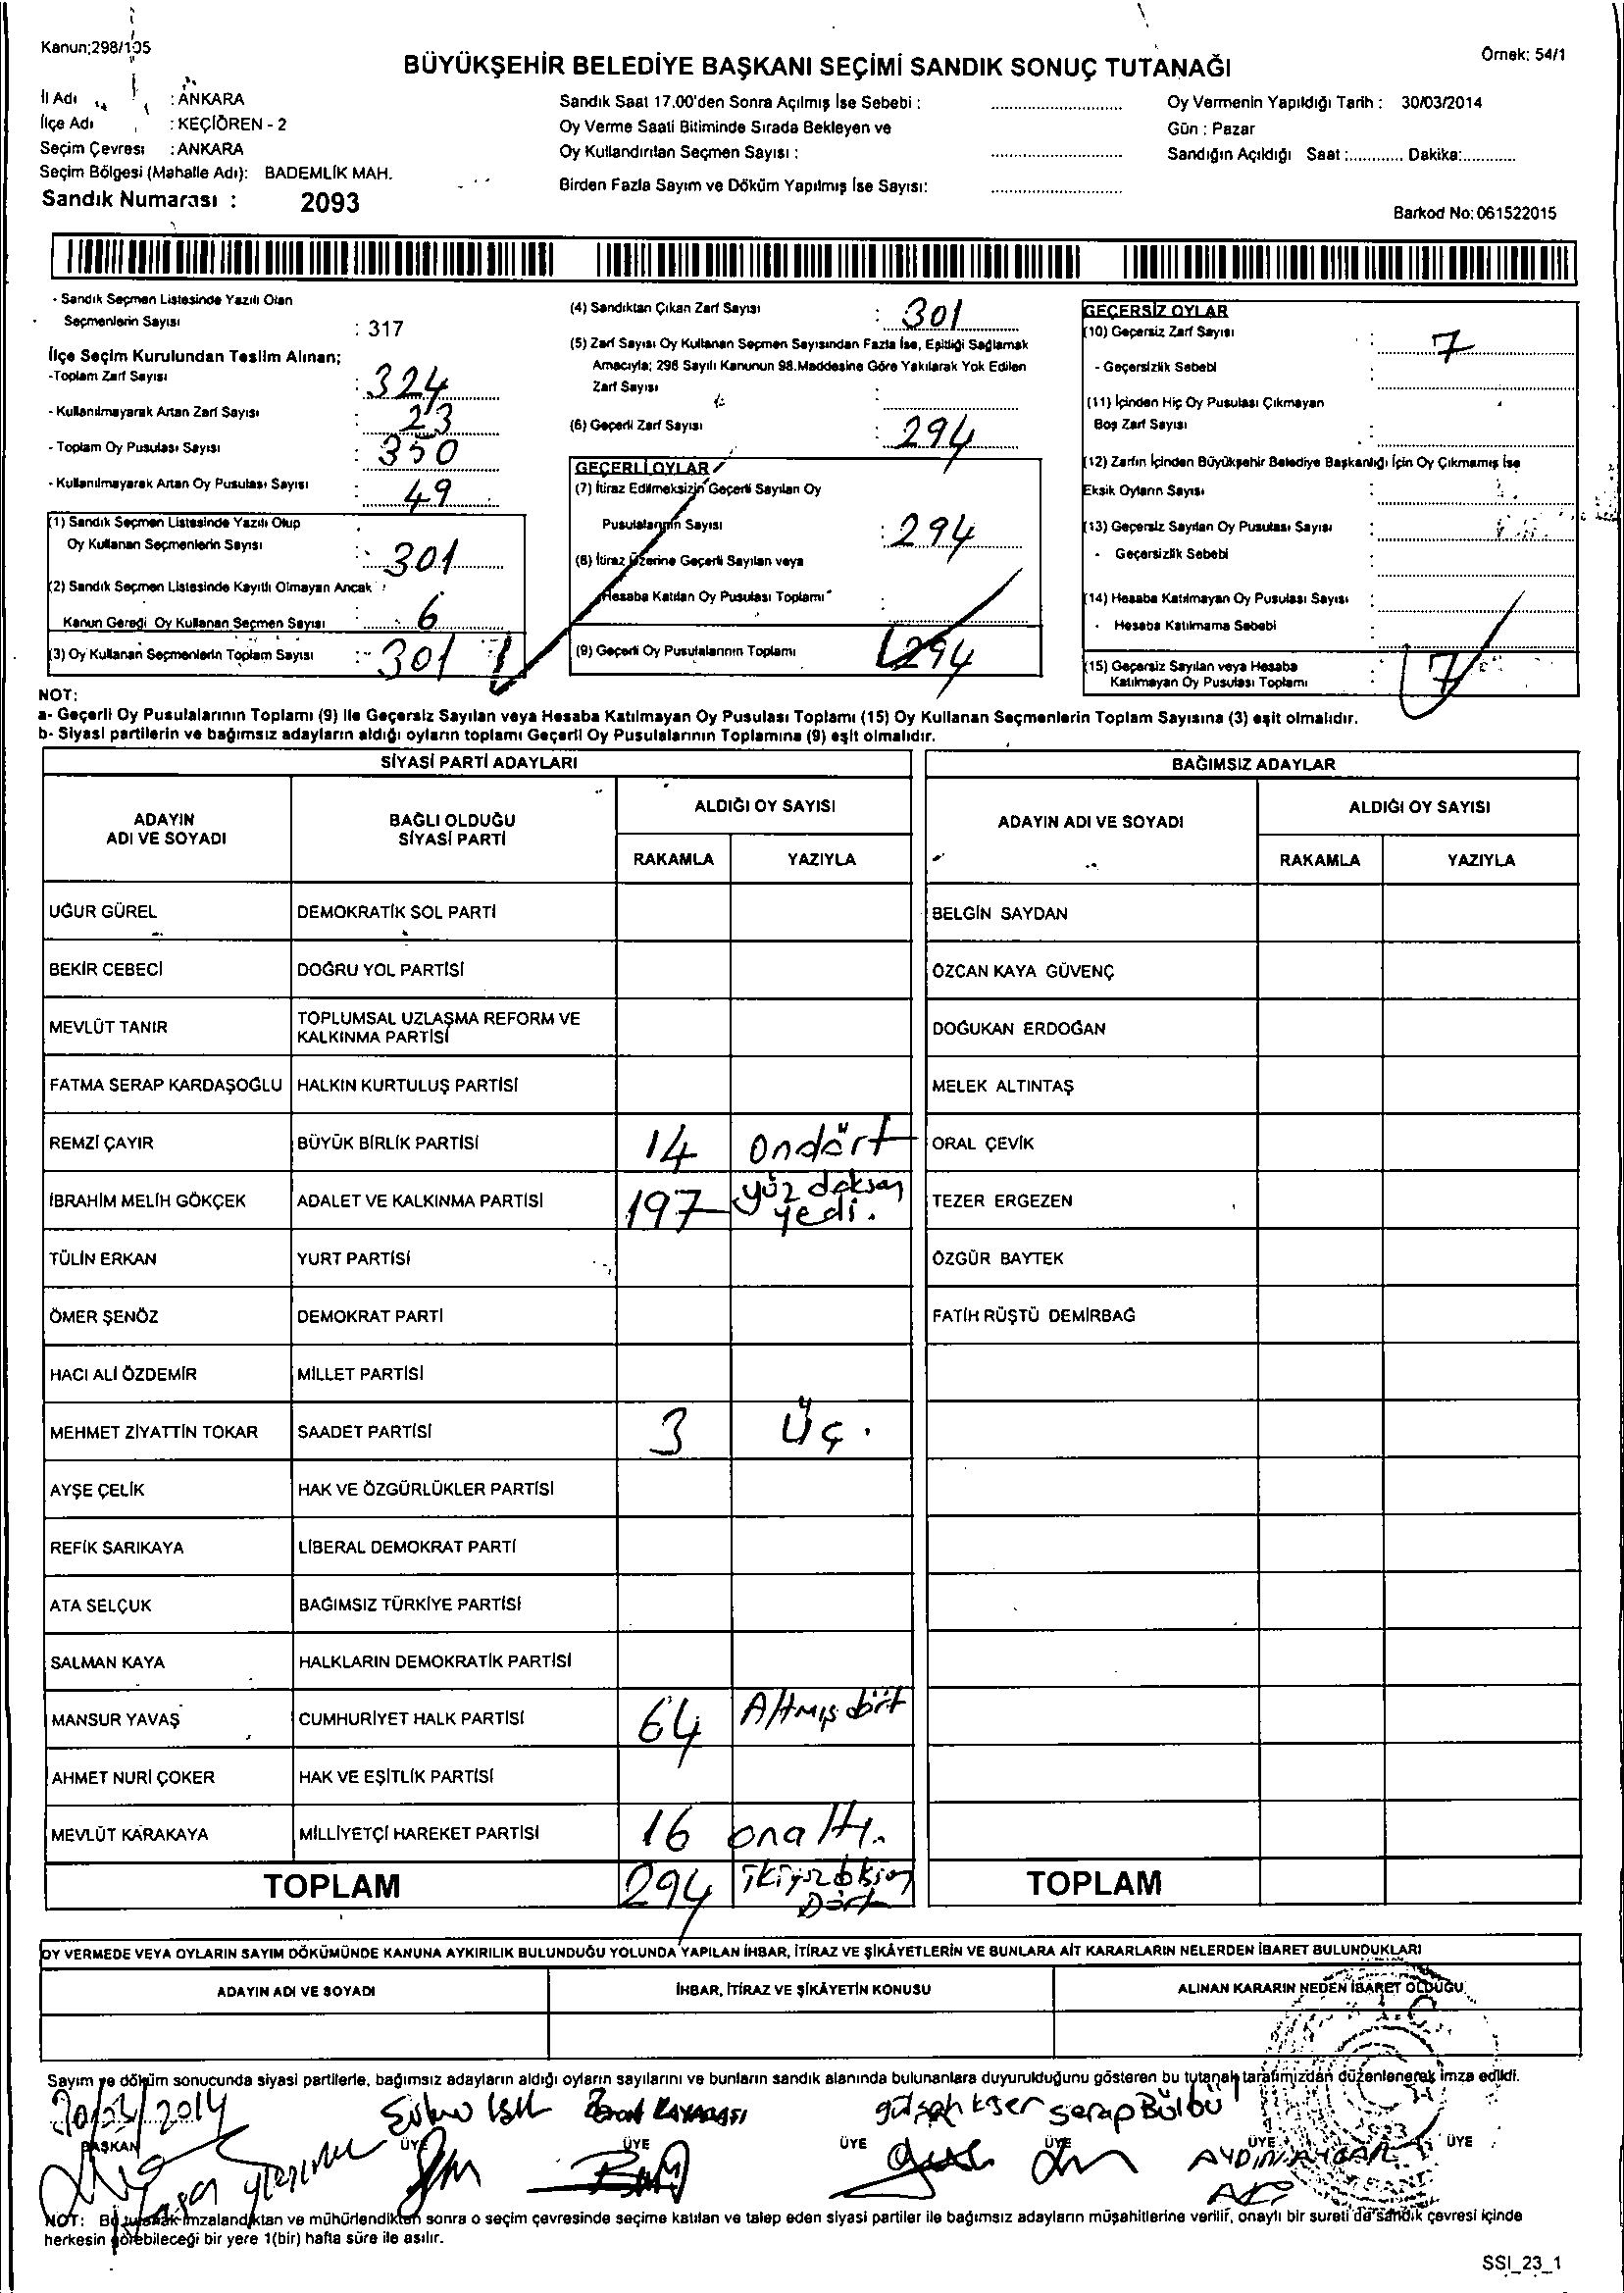 Kanun;298/105
BÜYÜKŞEHİR BELEDİYE BAŞKANI SEÇİMİ SANDIK SONUÇ TUTANAĞI
Örnek: 54/1
İl Adı : ANKARA
İlçe Adı : KEÇİÖREN - 2
Seçim Çevresi : ANKARA
Seçim Bölgesi (Mahalle Adı): BADEMLİK MAH.
Sandık Numarası : 2093
Sandık Saat 17.00'den Sonra Açılmış İse Sebebi :
Oy Verme Saati Bitiminde Sırada Bekleyen ve
Oy Kullandırılan Seçmen Sayısı :
Birden Fazla Sayım ve Döküm Yapılmış İse Sayısı:
Oy Vermenin Yapıldığı Tarih : 30/03/2014
Gün : Pazar
Sandığın Açıldığı Saat :............ Dakika:............
Barkod No: 061522015
- Sandık Seçmen Listesinde Yazılı Olan
Seçmenlerin Sayısı : 317
İlçe Seçim Kurulundan Teslim Alınan;
-Toplam Zarf Sayısı : 324
- Kullanılmayarak Artan Zarf Sayısı : 23
- Toplam Oy Pusulası Sayısı : 350
- Kullanılmayarak Artan Oy Pusulası Sayısı : 49
(1) Sandık Seçmen Listesinde Yazılı Olup
Oy Kullanan Seçmenlerin Sayısı : 301
(2) Sandık Seçmen Listesinde Kayıtlı Olmayan Ancak
Kanun Gereği Oy Kullanan Seçmen Sayısı : 6
(3) Oy Kullanan Seçmenlerin Toplam Sayısı : 301
(4) Sandıktan Çıkan Zarf Sayısı : 301
(5) Zarf Sayısı Oy Kullanan Seçmen Sayısından Fazla İse, Eşitliği Sağlamak
Amacıyla; 298 Sayılı Kanunun 98.Maddesine Göre Yakılarak Yok Edilen
Zarf Sayısı :
(6) Geçerli Zarf Sayısı : 294
GEÇERLİ OYLAR
(7) İtiraz Edilmeksizin Geçerli Sayılan Oy
Pusulalarının Sayısı : 294
(8) İtiraz Üzerine Geçerli Sayılan veya
Hesaba Katılan Oy Pusulası Toplamı :
(9) Geçerli Oy Pusulalarının Toplamı 294
GEÇERSİZ OYLAR
(10) Geçersiz Zarf Sayısı : 7
- Geçersizlik Sebebi
(11) İçinden Hiç Oy Pusulası Çıkmayan
Boş Zarf Sayısı :
(12) Zarfın İçinden Büyükşehir Belediye Başkanlığı İçin Oy Çıkmamış İse
Eksik Oyların Sayısı :
(13) Geçersiz Sayılan Oy Pusulası Sayısı :
- Geçersizlik Sebebi
(14) Hesaba Katılmayan Oy Pusulası Sayısı :
- Hesaba Katılmama Sebebi
(15) Geçersiz Sayılan veya Hesaba
Katılmayan Oy Pusulası Toplamı : 7
NOT:
a- Geçerli Oy Pusulalarının Toplamı (9) ile Geçersiz Sayılan veya Hesaba Katılmayan Oy Pusulası Toplamı (15) Oy Kullanan Seçmenlerin Toplam Sayısına (3) eşit olmalıdır.
b- Siyasi partilerin ve bağımsız adayların aldığı oyların toplamı Geçerli Oy Pusulalarının Toplamına (9) eşit olmalıdır.
SİYASİ PARTİ ADAYLARI BAĞIMSIZ ADAYLAR
ADAYIN ADI VE SOYADI
BAĞLI OLDUĞU SİYASİ PARTİ
ALDIĞI OY SAYISI
RAKAMLA YAZIYLA
ADAYIN ADI VE SOYADI
ALDIĞI OY SAYISI
RAKAMLA YAZIYLA
UĞUR GÜREL DEMOKRATİK SOL PARTİ BELGİN SAYDAN
BEKİR CEBECİ DOĞRU YOL PARTİSİ ÖZCAN KAYA GÜVENÇ
MEVLÜT TANIR TOPLUMSAL UZLAŞMA REFORM VE KALKINMA PARTİSİ DOĞUKAN ERDOĞAN
FATMA SERAP KARDAŞOĞLU HALKIN KURTULUŞ PARTİSİ MELEK ALTINTAŞ
REMZİ ÇAYIR BÜYÜK BİRLİK PARTİSİ 14 ondört ORAL ÇEVİK
İBRAHİM MELİH GÖKÇEK ADALET VE KALKINMA PARTİSİ 197 yüz doksan yedi. TEZER ERGEZEN
TÜLİN ERKAN YURT PARTİSİ ÖZGÜR BAYTEK
ÖMER ŞENÖZ DEMOKRAT PARTİ FATİH RÜŞTÜ DEMİRBAĞ
HACI ALİ ÖZDEMİR MİLLET PARTİSİ
MEHMET ZİYATTİN TOKAR SAADET PARTİSİ 3 üç.
AYŞE ÇELİK HAK VE ÖZGÜRLÜKLER PARTİSİ
REFİK SARIKAYA LİBERAL DEMOKRAT PARTİ
ATA SELÇUK BAĞIMSIZ TÜRKİYE PARTİSİ
SALMAN KAYA HALKLARIN DEMOKRATİK PARTİSİ
MANSUR YAVAŞ CUMHURİYET HALK PARTİSİ 64 Altmış dört
AHMET NURİ ÇOKER HAK VE EŞİTLİK PARTİSİ
MEVLÜT KARAKAYA MİLLİYETÇİ HAREKET PARTİSİ 16 onaltı.
TOPLAM 294 TOPLAM
OY VERMEDE VEYA OYLARIN SAYIM DÖKÜMÜNDE KANUNA AYKIRILIK BULUNDUĞU YOLUNDA YAPILAN İHBAR, İTİRAZ VE ŞİKÂYETLERİN VE BUNLARA AİT KARARLARIN NELERDEN İBARET BULUNDUKLARI
ADAYIN ADI VE SOYADI İHBAR, İTİRAZ VE ŞİKÂYETİN KONUSU ALINAN KARARIN NEDEN İBARET OLDUĞU
Sayım ve döküm sonucunda siyasi partilerle, bağımsız adayların aldığı oyların sayılarını ve bunların sandık alanında bulunanlara duyurulduğunu gösteren bu tutanak tarafımızdan düzenlenerek imza edildi.
30/03/2014 Serap Bülbül
BAŞKAN ÜYE ÜYE ÜYE ÜYE ÜYE ÜYE
NOT: Bu tutanak imzalandıktan ve mühürlendikten sonra o seçim çevresinde seçime katılan ve talep eden siyasi partiler ile bağımsız adayların müşahitlerine verilir, onaylı bir sureti de sandık çevresi içinde
herkesin görebileceği bir yere 1(bir) hafta süre ile asılır.
SSI_23_1